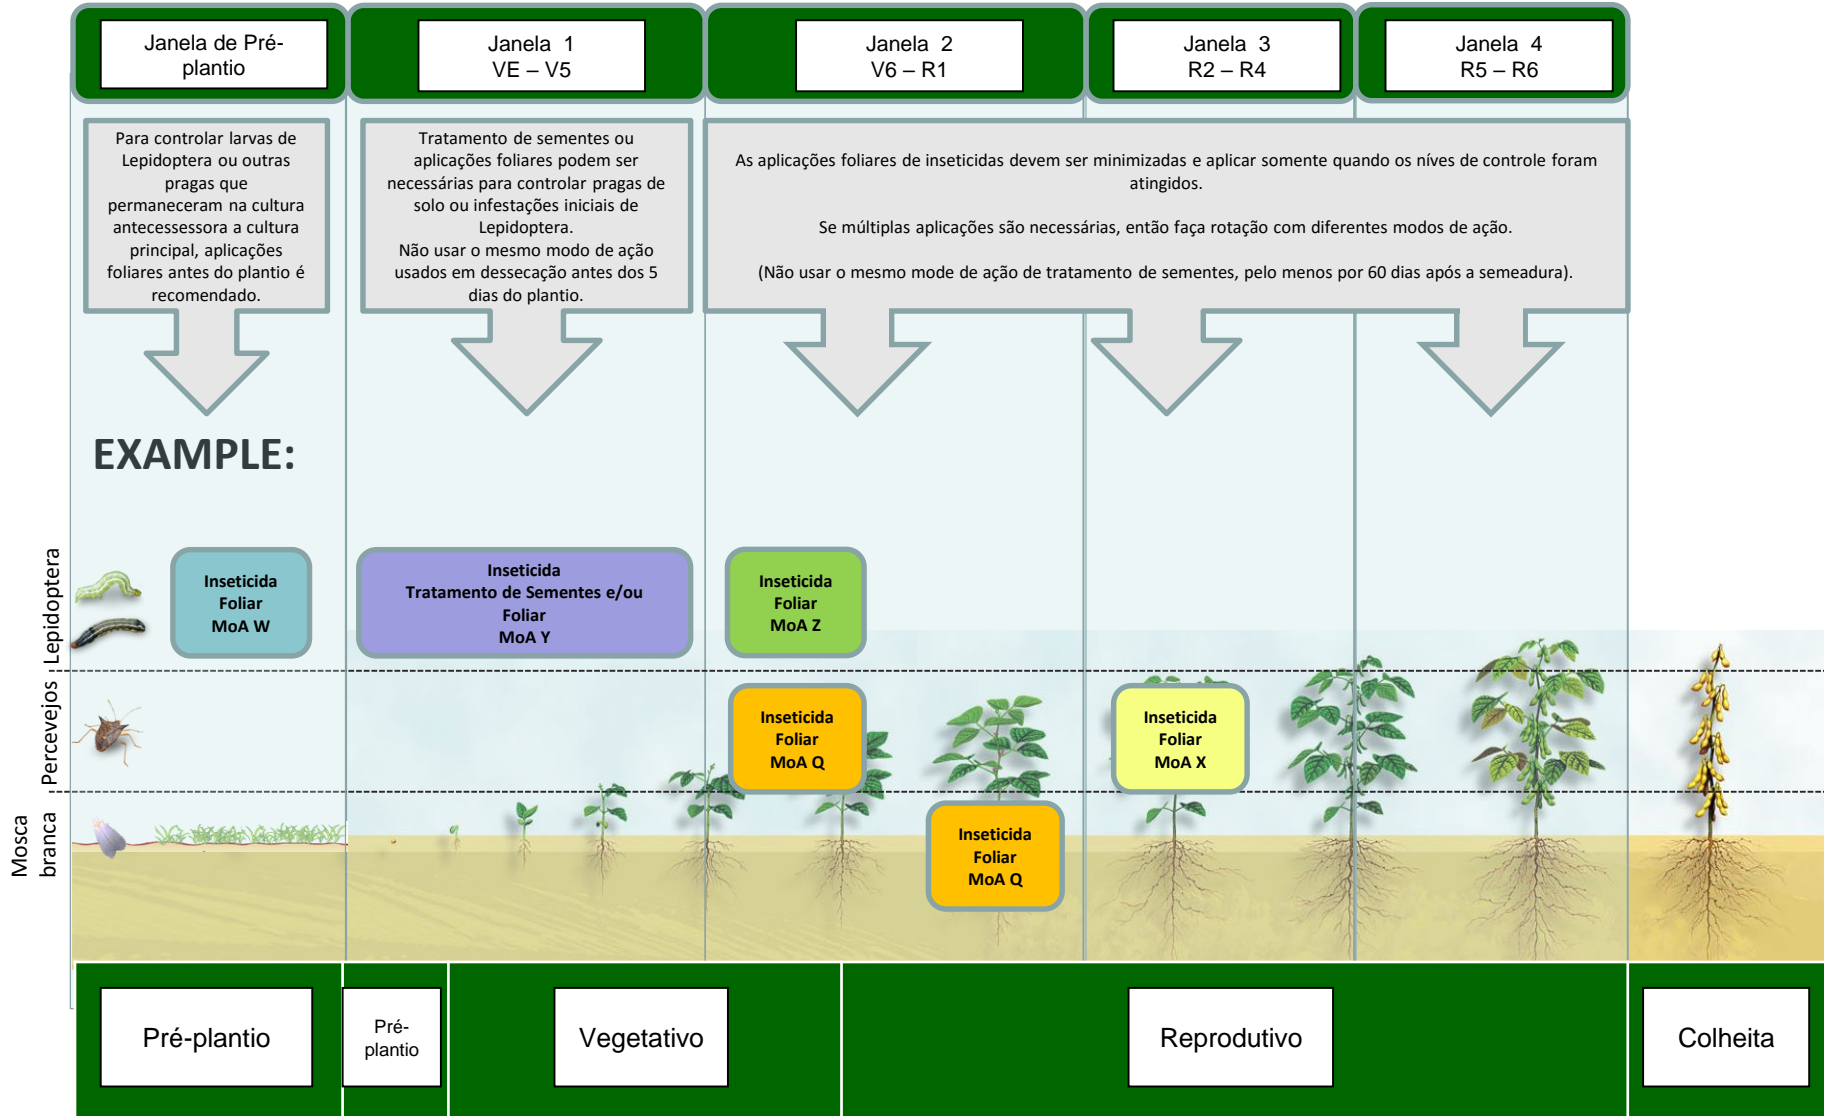 Janela de Pré-
plantio
Janela 1
VE – V5
Janela 2
V6 – R1
Janela 3
R2 – R4
Janela 4
R5 – R6
Para controlar larvas de
Lepidoptera ou outras
pragas que
permaneceram na cultura
antecessessora a cultura
principal, aplicações
foliares antes do plantio é
recomendado.
Tratamento de sementes ou
aplicações foliares podem ser
necessárias para controlar pragas de
solo ou infestações iniciais de
Lepidoptera.
Não usar o mesmo modo de ação
usados em dessecação antes dos 5
dias do plantio.
As aplicações foliares de inseticidas devem ser minimizadas e aplicar somente quando os níves de controle foram
atingidos.
Se múltiplas aplicações são necessárias, então faça rotação com diferentes modos de ação.
(Não usar o mesmo mode de ação de tratamento de sementes, pelo menos por 60 dias após a semeadura).
EXAMPLE:
Lepidoptera
Inseticida
Foliar
MoA W
Inseticida
Tratamento de Sementes e/ou
Foliar
MoA Y
Inseticida
Foliar
MoA Z
Percevejos
Inseticida
Foliar
MoA Q
Inseticida
Foliar
MoA X
Mosca
branca
Inseticida
Foliar
MoA Q
Pré-plantio
Pré-
plantio
Vegetativo
Reprodutivo
Colheita